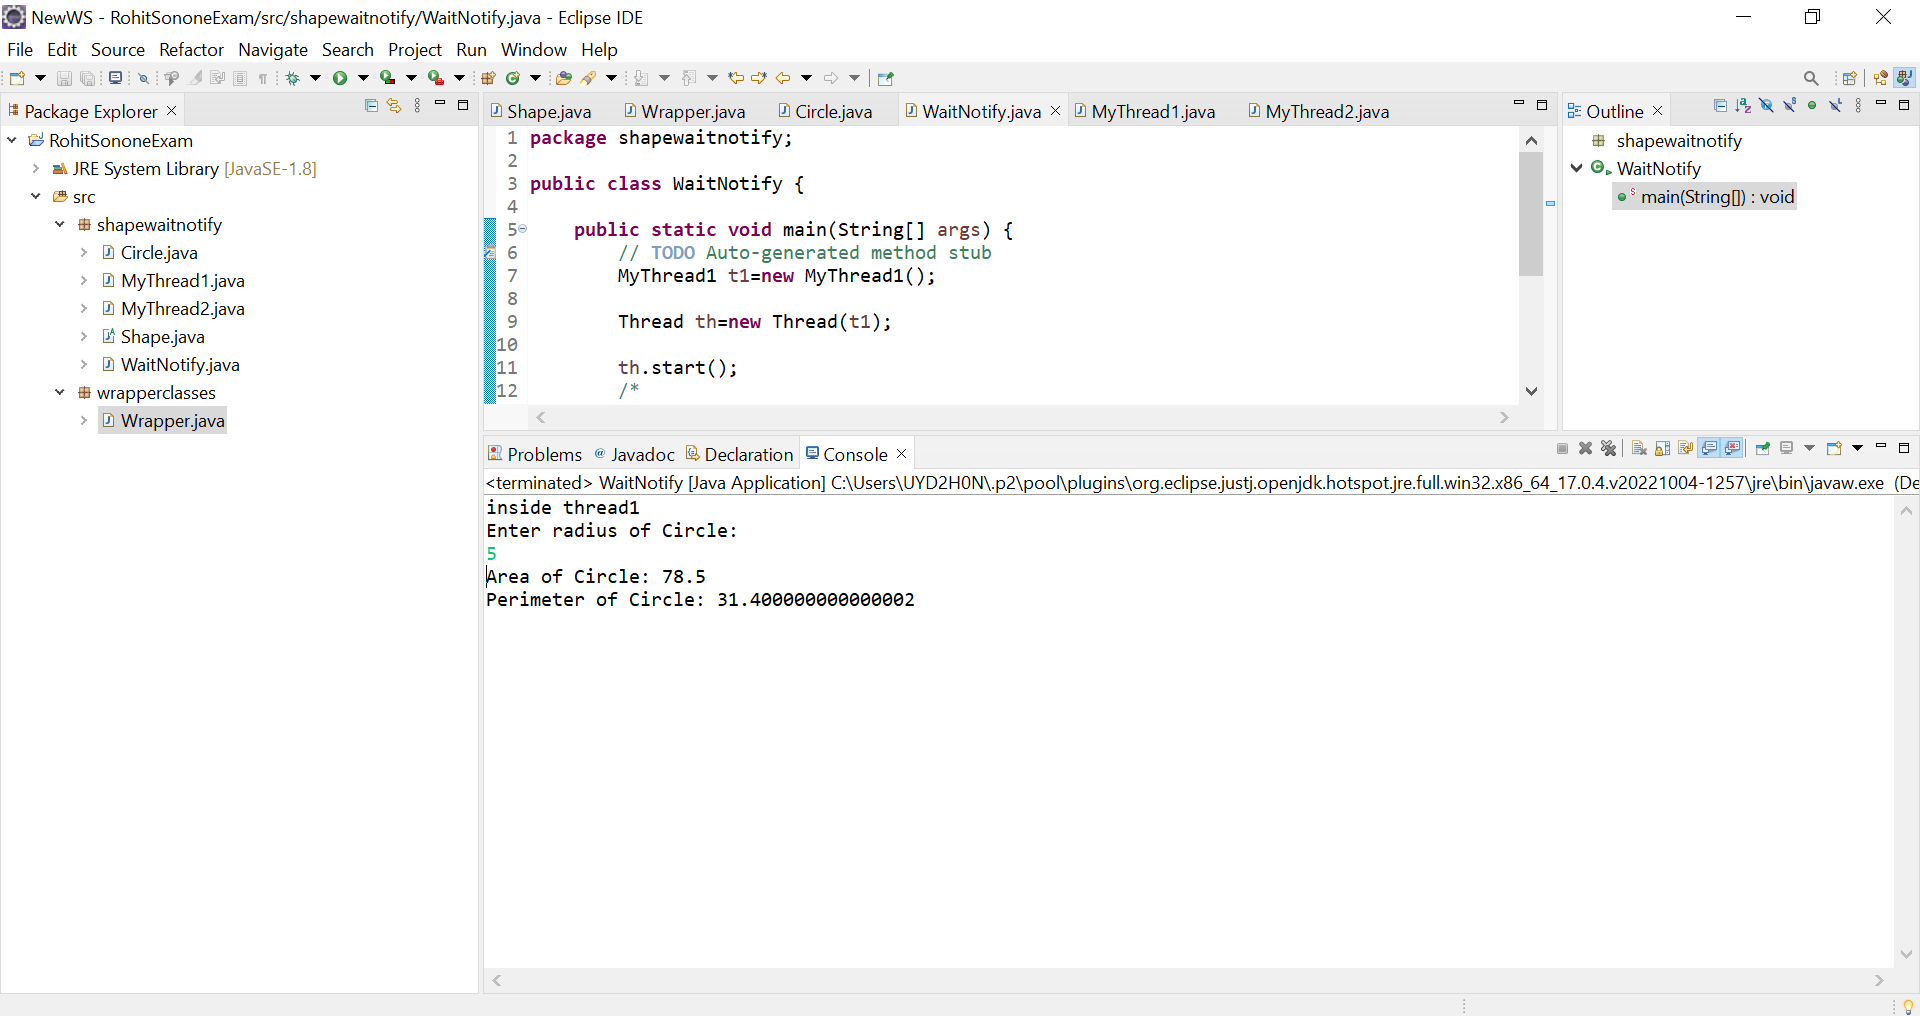 NewWS - RohitSononeExam/src/shapewaitnotify/WaitNotify.java - Eclipse IDE
File Edit Source Refactor Navigate Search Project Run Window Help
Package Explorer
RohitSononeExam
JRE System Library [JavaSE-1.8]
src
shapewaitnotify
Circle.java
MyThread1.java
MyThread2.java
Shape.java
WaitNotify.java
wrapperclasses
Wrapper.java
Shape.java Wrapper.java Circle.java WaitNotify.java MyThread1.java MyThread2.java
1 package shapewaitnotify;
2
3 public class WaitNotify {
4
5 public static void main(String[] args) {
6 // TODO Auto-generated method stub
7 MyThread1 t1=new MyThread1();
8
9 Thread th=new Thread(t1);
10
11 th.start();
12 /*
Outline
shapewaitnotify
WaitNotify
main(String[]) : void
Problems @ Javadoc Declaration Console
<terminated> WaitNotify [Java Application] C:\Users\UYD2H0N\.p2\pool\plugins\org.eclipse.justj.openjdk.hotspot.jre.full.win32.x86_64_17.0.4.v20221004-1257\jre\bin\javaw.exe (De
inside thread1
Enter radius of Circle:
5
Area of Circle: 78.5
Perimeter of Circle: 31.400000000000002